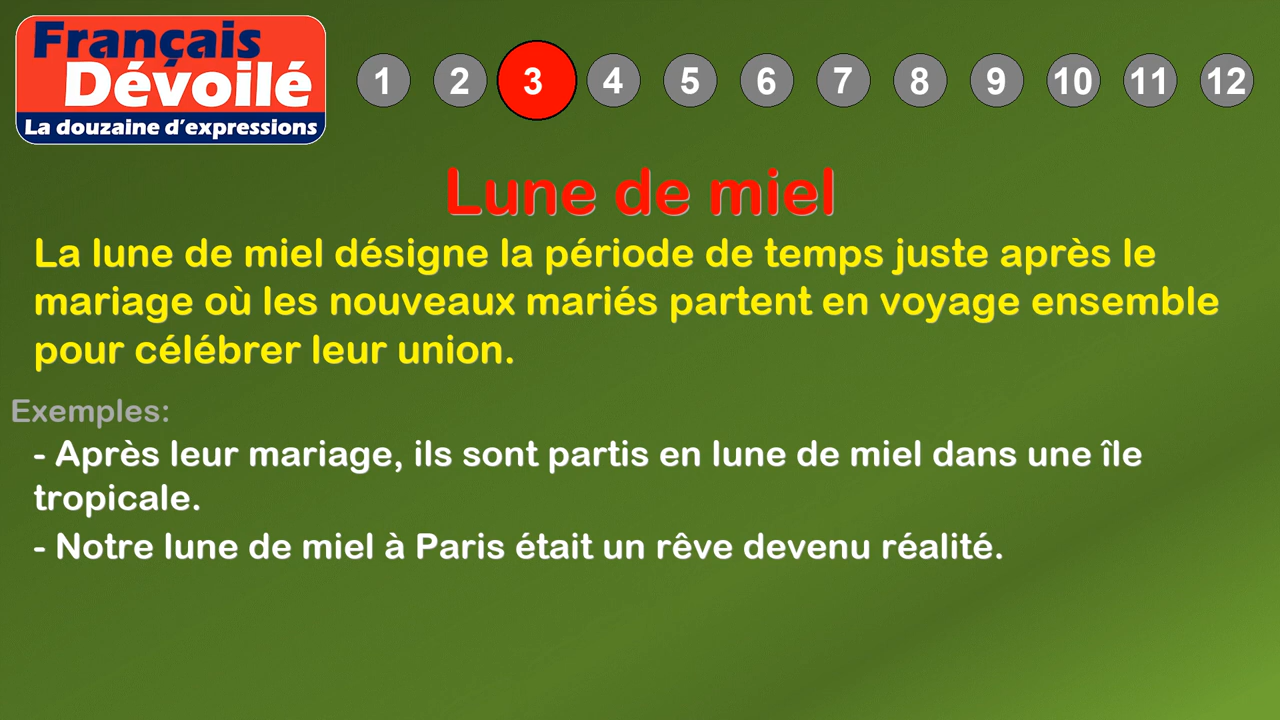 Français
Dévoilé
La douzaine d'expressions
1 2 3 4 5 6 7 8 9 10 11 12
Lune de miel
La lune de miel désigne la période de temps juste après le
mariage où les nouveaux mariés partent en voyage ensemble
pour célébrer leur union.
Exemples:
- Après leur mariage, ils sont partis en lune de miel dans une île
tropicale.
- Notre lune de miel à Paris était un rêve devenu réalité.